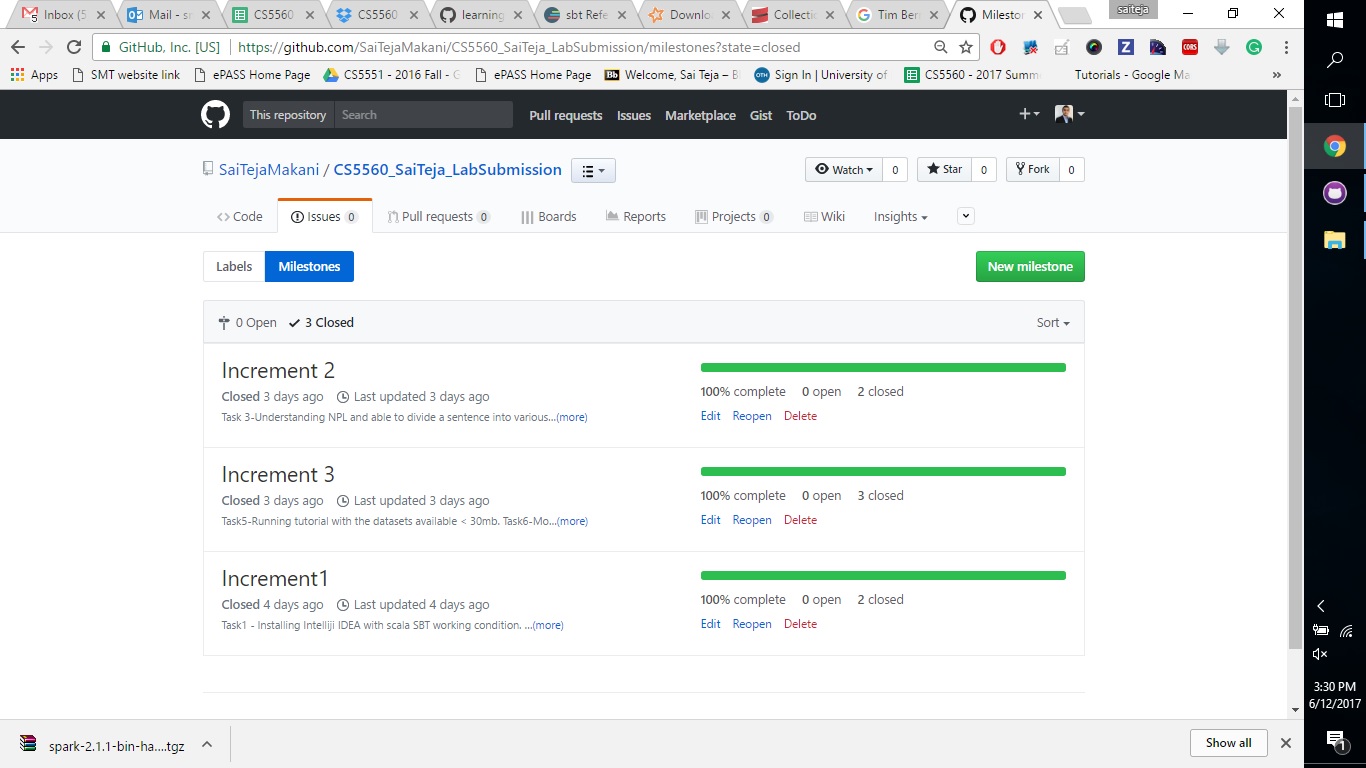 saiteja
Inbox (5
5
Mail - s
CS5560
CS5560
learning
sbt Refe
Downlo
Collectio
Tim Ber
Milestor
GitHub, Inc. [US] https://github.com/SaiTejaMakani/CS5560_SaiTeja_LabSubmission/milestones?state=closed
CORS
Apps SMT website link ePASS Home Page CS5551 - 2016 Fall - G ePASS Home Page Bb Welcome, Sai Teja – B OTH Sign In | University of CS5560 - 2017 Summ Tutorials - Google Ma »
This repository Search Pull requests Issues Marketplace Gist ToDo
SaiTejaMakani / CS5560_SaiTeja_LabSubmission
Watch 0 Star 0 Fork 0
Code Issues 0 Pull requests 0 Boards Reports Projects 0 Wiki Insights
Labels Milestones New milestone
0 Open 3 Closed Sort
Increment 2
Closed 3 days ago Last updated 3 days ago
Task 3-Understanding NPL and able to divide a sentence into various...(more)
100% complete 0 open 2 closed
Edit Reopen Delete
Increment 3
Closed 3 days ago Last updated 3 days ago
Task5-Running tutorial with the datasets available < 30mb. Task6-Mo...(more)
100% complete 0 open 3 closed
Edit Reopen Delete
Increment1
Closed 4 days ago Last updated 4 days ago
Task1 - Installing Intelliji IDEA with scala SBT working condition. ...(more)
100% complete 0 open 2 closed
Edit Reopen Delete
spark-2.1.1-bin-ha....tgz
Show all
3:30 PM
6/12/2017
1